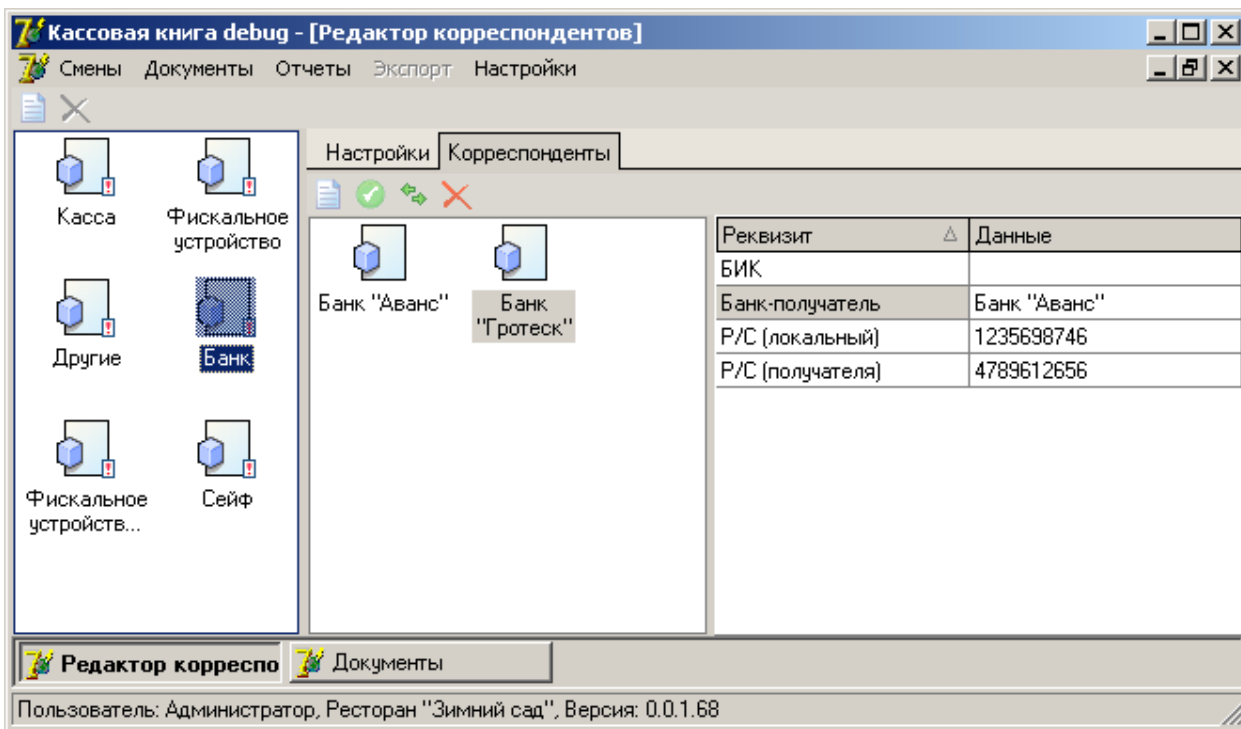 Кассовая книга debug - [Редактор корреспондентов]
Смены Документы Отчеты Экспорт Настройки
Касса
Фискальное
устройство
Другие
Банк
Фискальное
устройств...
Сейф
Настройки Корреспонденты
Банк "Аванс"
Банк
"Гротеск"
Реквизит Данные
БИК
Банк-получатель Банк "Аванс"
Р/С (локальный) 1235698746
Р/С (получателя) 4789612656
Редактор корреспо Документы
Пользователь: Администратор, Ресторан "Зимний сад", Версия: 0.0.1.68